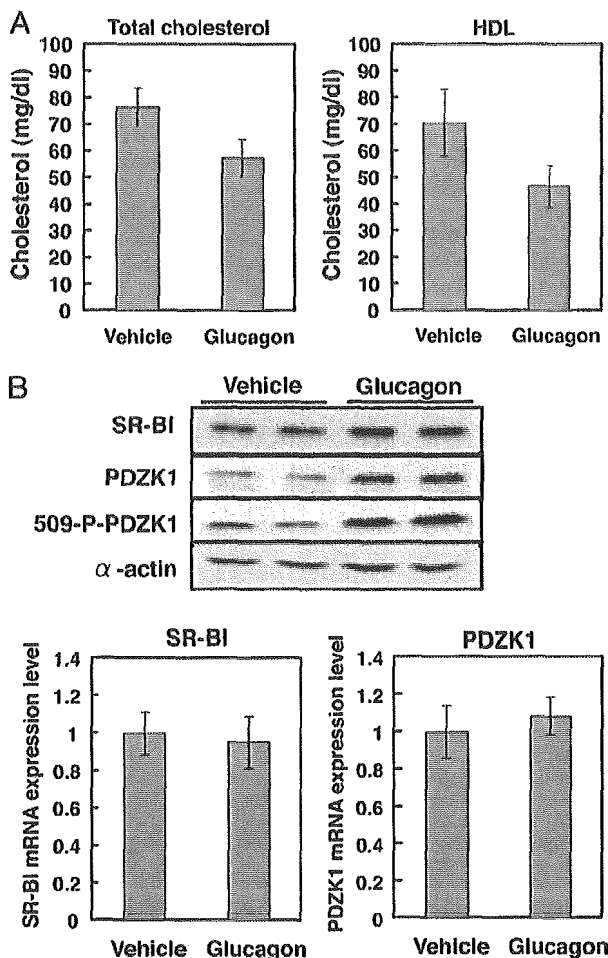 A
Total cholesterol
Cholesterol (mg/dl)
100
90
80
70
60
50
40
30
20
10
0
Vehicle Glucagon
HDL
Cholesterol (mg/dl)
100
90
80
70
60
50
40
30
20
10
0
Vehicle Glucagon
B
Vehicle Glucagon
SR-BI
PDZK1
509-P-PDZK1
α-actin
SR-BI
SR-BI mRNA expression level
1.4
1.2
1
0.8
0.6
0.4
0.2
0
Vehicle Glucagon
PDZK1
PDZK1 mRNA expression level
1.4
1.2
1
0.8
0.6
0.4
0.2
0
Vehicle Glucagon